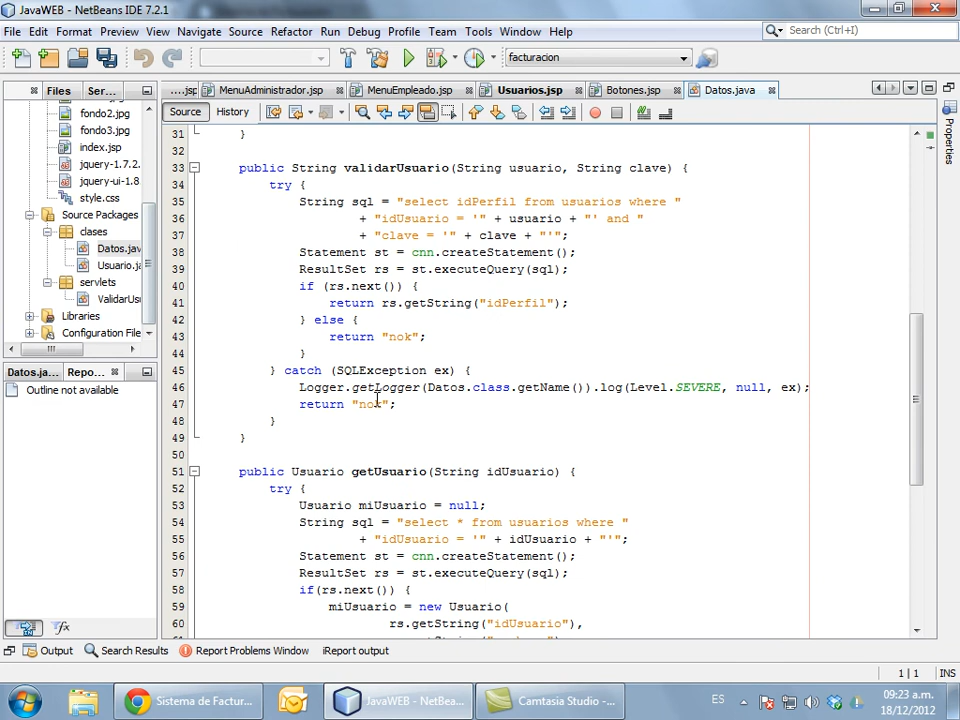 JavaWEB - NetBeans IDE 7.2.1
File Edit Format Preview View Navigate Source Refactor Run Debug Profile Team Tools Window Help
Search (Ctrl+I)
facturacion
Files Ser...
....jsp MenuAdministrador.jsp MenuEmpleado.jsp Usuarios.jsp Botones.jsp Datos.java
Source History
fondo2.jpg
fondo3.jpg
index.jsp
jquery-1.7.2.
jquery-ui-1.8
style.css
Source Packages
clases
Datos.java
Usuario.ja
servlets
ValidarUsu
Libraries
Configuration File
Datos.ja... Repo...
Outline not available
31 }
32
33 public String validarUsuario(String usuario, String clave) {
34 try {
35 String sql = "select idPerfil from usuarios where "
36 + "idUsuario = '" + usuario + "' and "
37 + "clave = '" + clave + "'";
38 Statement st = cnn.createStatement();
39 ResultSet rs = st.executeQuery(sql);
40 if (rs.next()) {
41 return rs.getString("idPerfil");
42 } else {
43 return "nok";
44 }
45 } catch (SQLException ex) {
46 Logger.getLogger(Datos.class.getName()).log(Level.SEVERE, null, ex);
47 return "nok";
48 }
49 }
50
51 public Usuario getUsuario(String idUsuario) {
52 try {
53 Usuario miUsuario = null;
54 String sql = "select * from usuarios where "
55 + "idUsuario = '" + idUsuario + "'";
56 Statement st = cnn.createStatement();
57 ResultSet rs = st.executeQuery(sql);
58 if(rs.next()) {
59 miUsuario = new Usuario(
60 rs.getString("idUsuario"),
Properties
Output Search Results Report Problems Window iReport output
1 | 1 INS
Sistema de Factur... JavaWEB - NetBea... Camtasia Studio -... ES
09:23 a.m.
18/12/2012